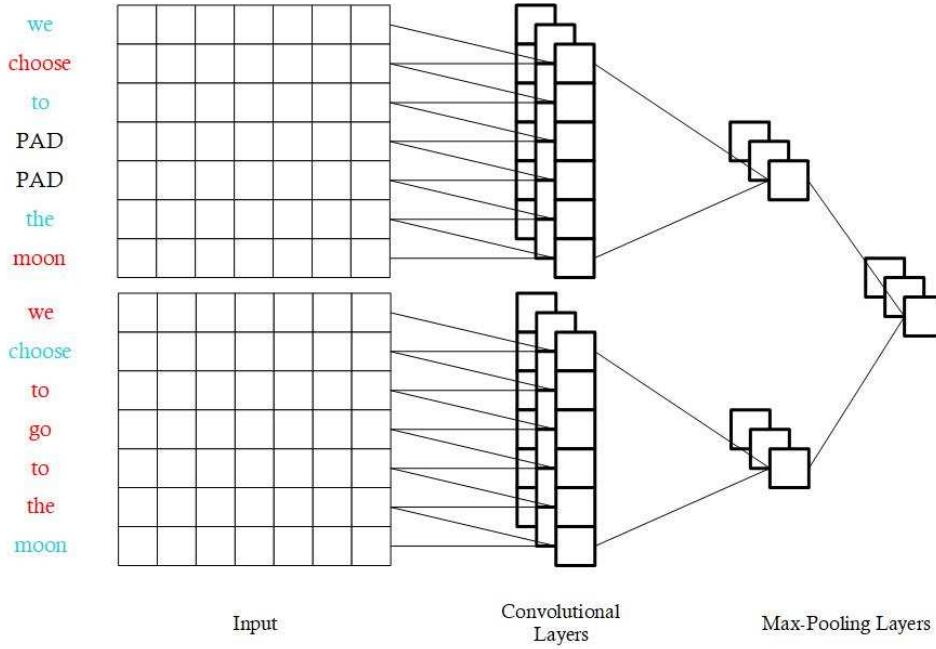 we
choose
to
PAD
PAD
the
moon
we
choose
to
go
to
the
moon
Input
Convolutional
Layers
Max-Pooling Layers